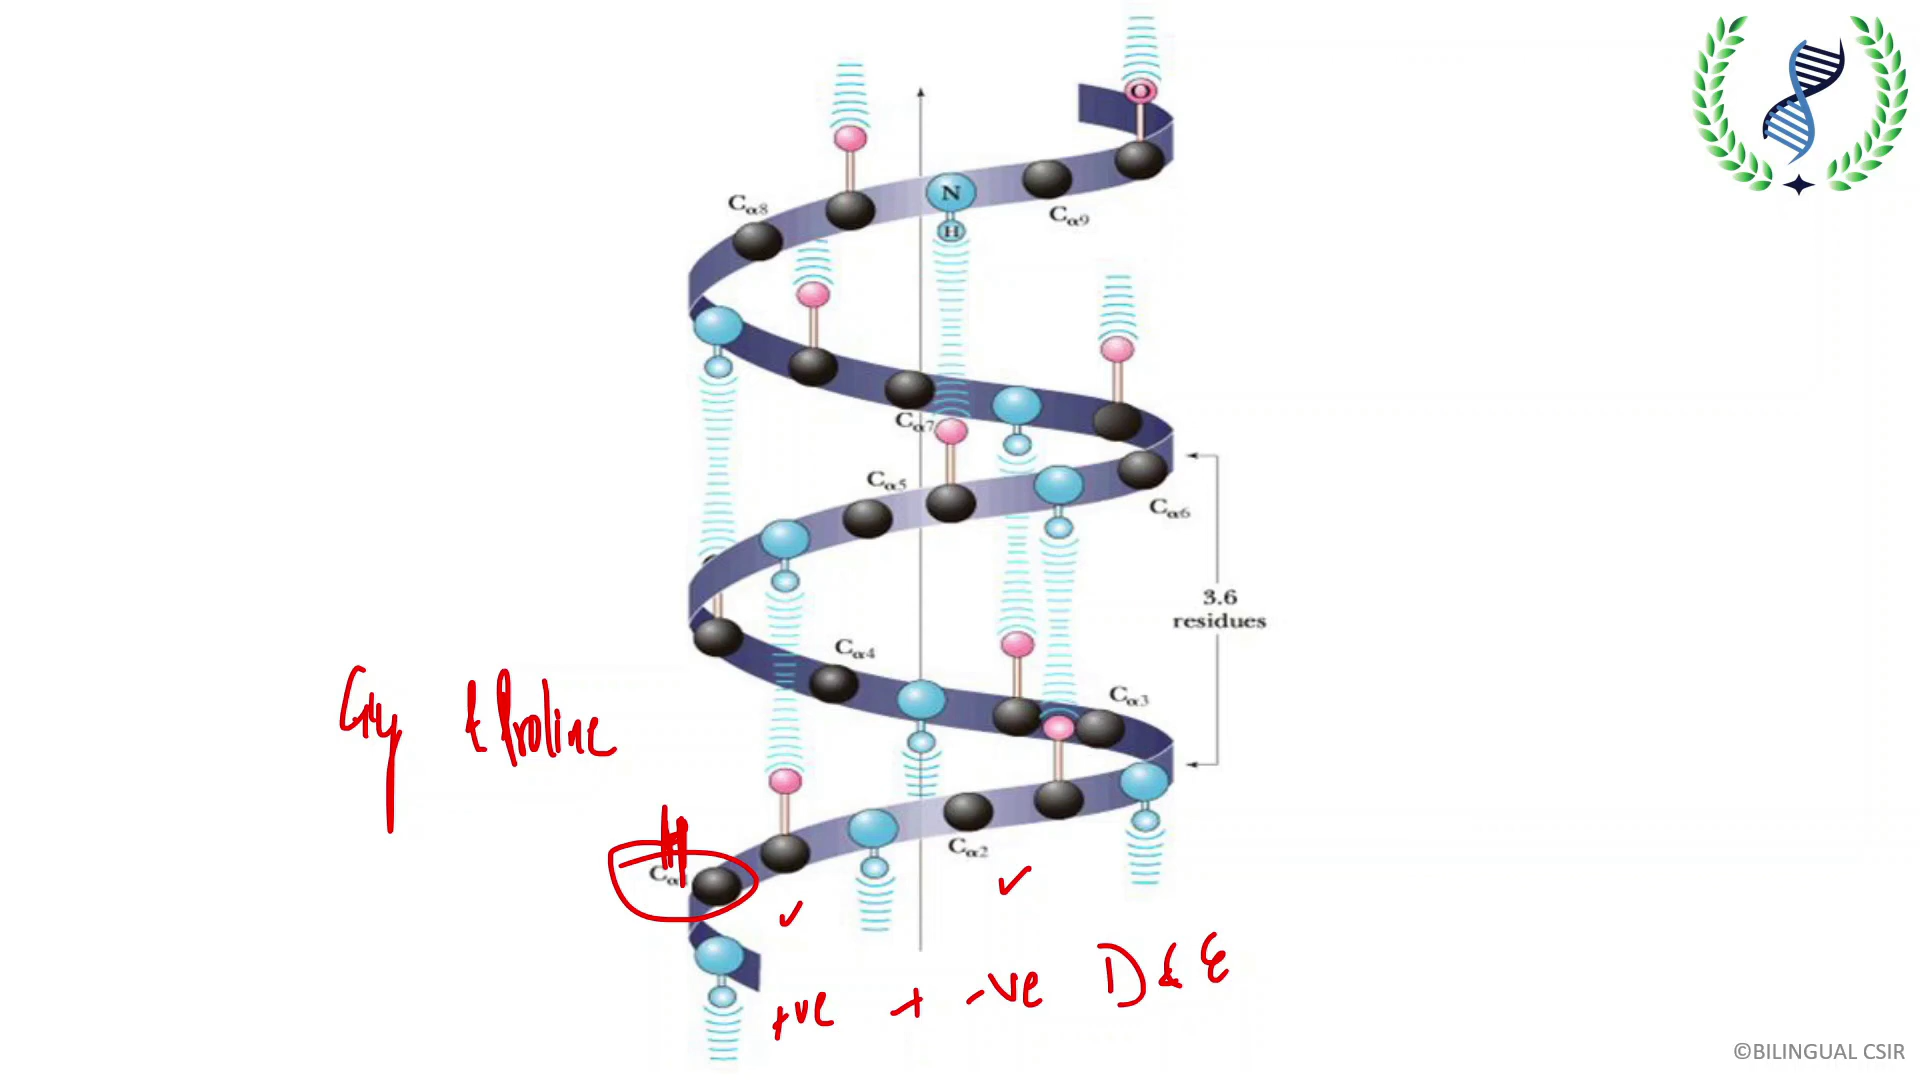 O
N
H
Cα8
Cα9
Cα7
Cα5
Cα6
3.6
residues
Cα4
Cα3
Gly & Proline
H
Cα2
+ve + -ve D & E
©BILINGUAL CSIR